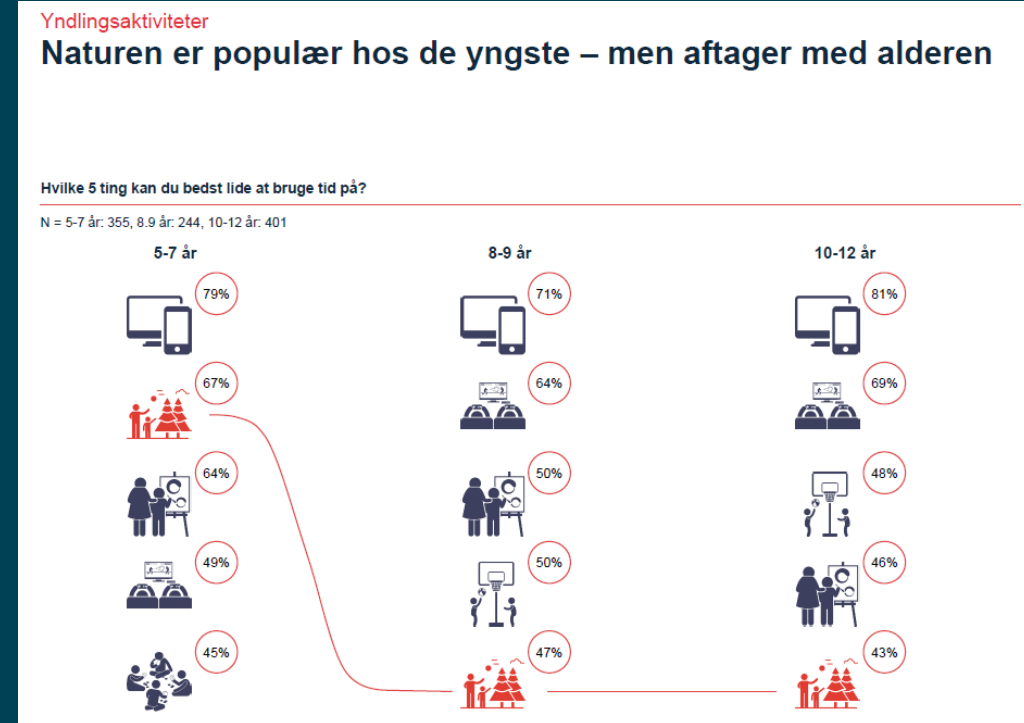 Yndlingsaktiviteter
Naturen er populær hos de yngste – men aftager med alderen
Hvilke 5 ting kan du bedst lide at bruge tid på?
N = 5-7 år: 355, 8.9 år: 244, 10-12 år: 401
5-7 år 8-9 år 10-12 år
79% 71% 81%
67% 64% 69%
64% 50% 48%
49% 50% 46%
45% 47% 43%